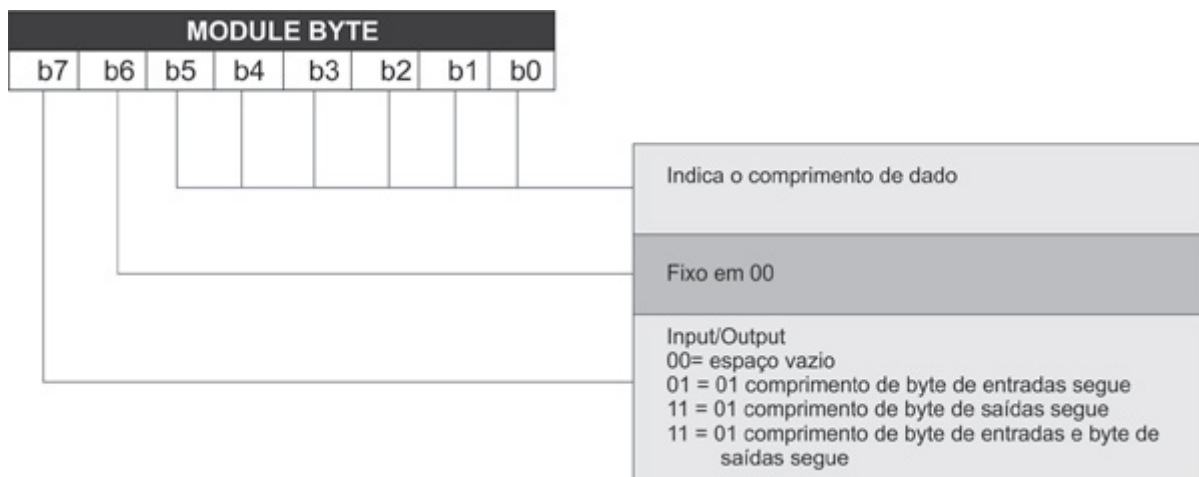 MODULE BYTE
b7 b6 b5 b4 b3 b2 b1 b0
Indica o comprimento de dado
Fixo em 00
Input/Output
00= espaço vazio
01 = 01 comprimento de byte de entradas segue
11 = 01 comprimento de byte de saídas segue
11 = 01 comprimento de byte de entradas e byte de
saídas segue